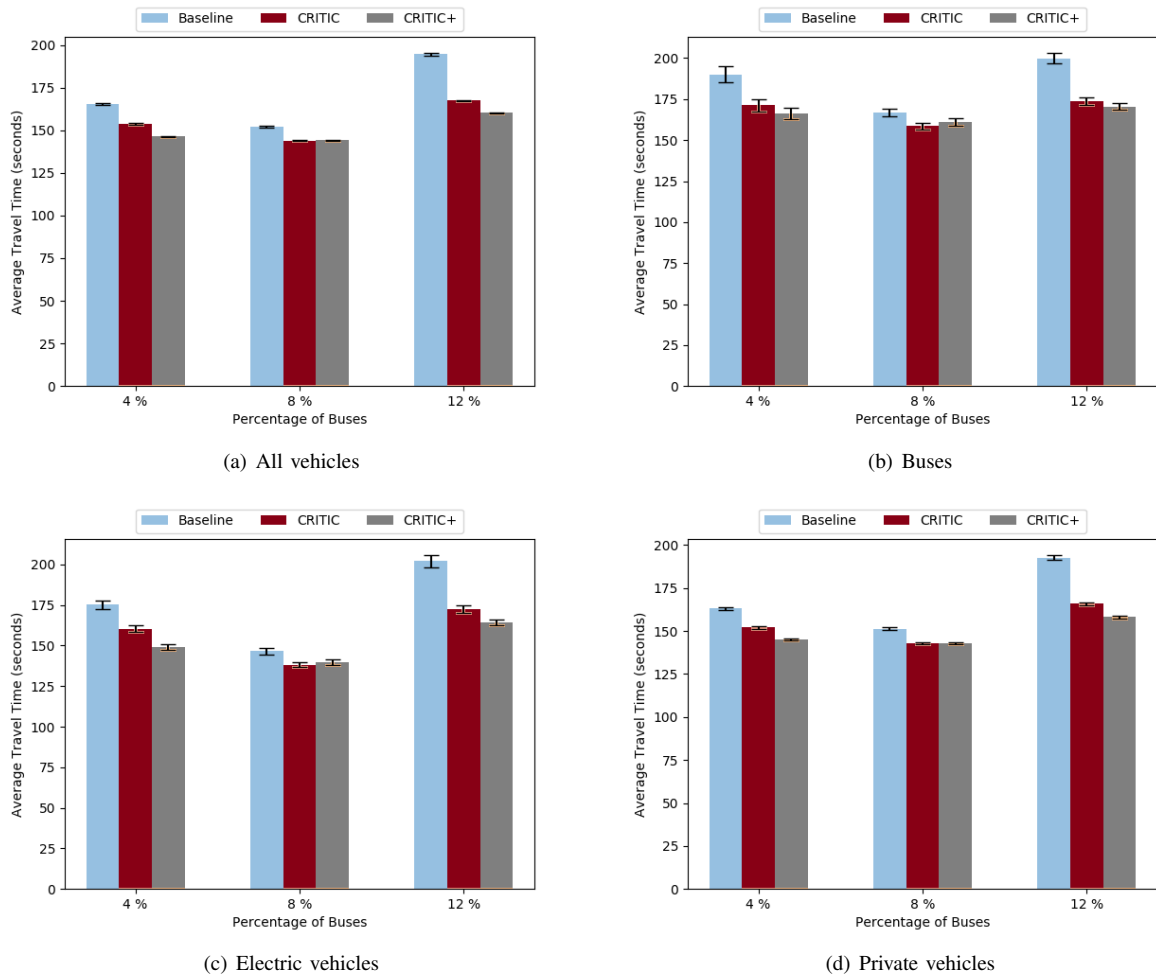 Baseline CRITIC CRITIC+
200
175
150
125
100
75
50
25
0
Average Travel Time (seconds)
4 % 8 % 12 %
Percentage of Buses
(a) All vehicles
Baseline CRITIC CRITIC+
200
175
150
125
100
75
50
25
0
Average Travel Time (seconds)
4 % 8 % 12 %
Percentage of Buses
(b) Buses
Baseline CRITIC CRITIC+
200
175
150
125
100
75
50
25
0
Average Travel Time (seconds)
4 % 8 % 12 %
Percentage of Buses
(c) Electric vehicles
Baseline CRITIC CRITIC+
200
175
150
125
100
75
50
25
0
Average Travel Time (seconds)
4 % 8 % 12 %
Percentage of Buses
(d) Private vehicles